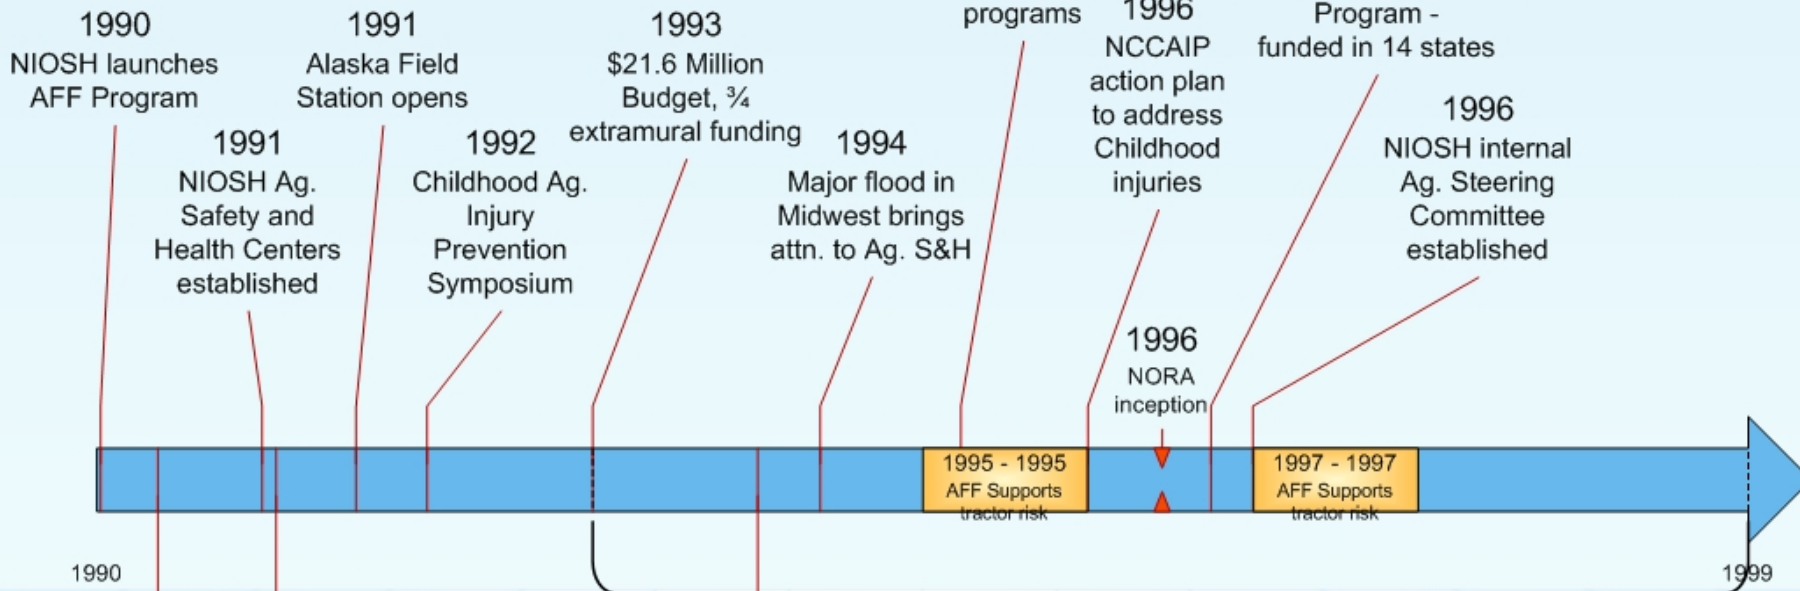 1990
NIOSH launches
AFF Program
1991
NIOSH Ag.
Safety and
Health Centers
established
1991
Alaska Field
Station opens
1992
Childhood Ag.
Injury
Prevention
Symposium
1993
$21.6 Million
Budget, ¾
extramural funding
1994
Major flood in
Midwest brings
attn. to Ag. S&H
programs
1996
NCCAIP
action plan
to address
Childhood
injuries
1996
NORA
inception
Program -
funded in 14 states
1996
NIOSH internal
Ag. Steering
Committee
established
1995 - 1995
AFF Supports
tractor risk
1997 - 1997
AFF Supports
tractor risk
1990
1999